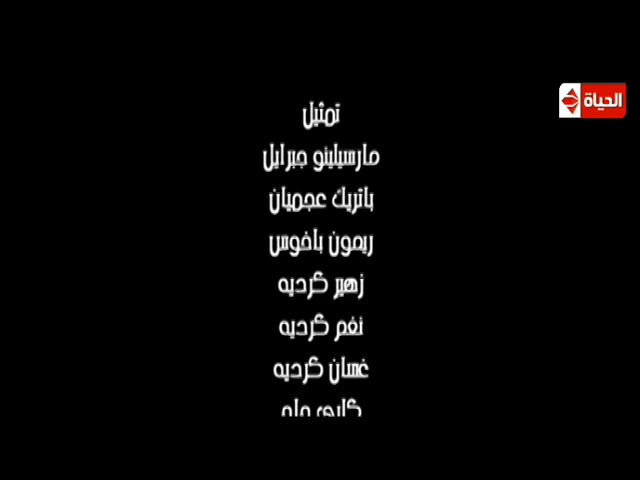 الحياة
تمثيل
مارسيلينو جبرايل
باتريك عجميان
ريمون باخوس
زهير كرديه
نغم كرديه
غسان كرديه